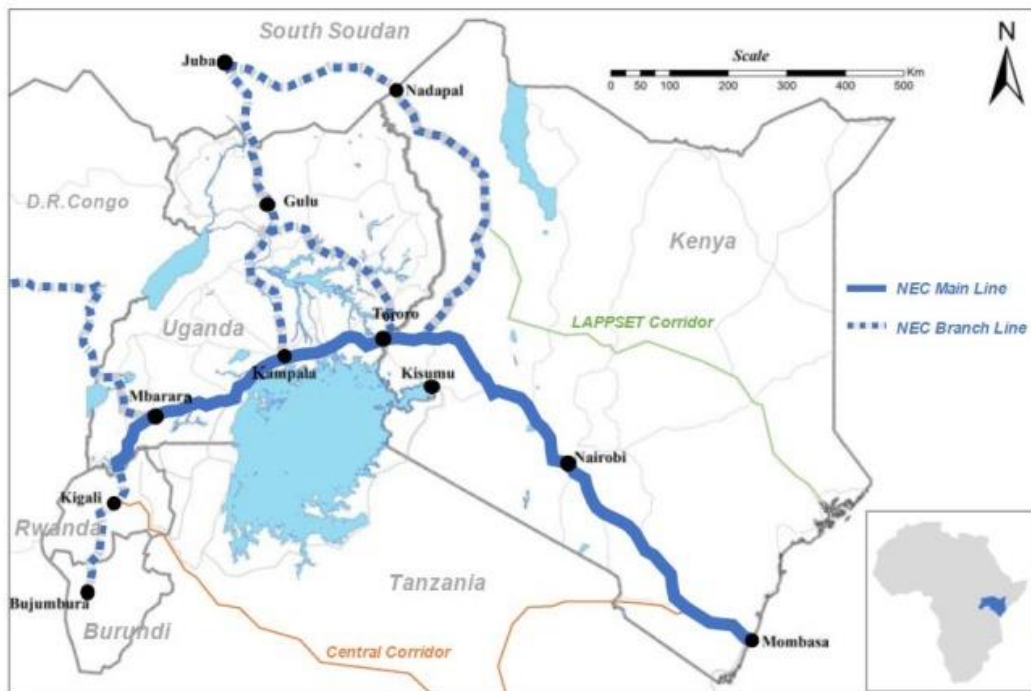 South Soudan
Juba
Nadapal
Scale
0 50 100 200 300 400 500 Km
N
D.R.Congo
Gulu
Kenya
NEC Main Line
NEC Branch Line
Uganda
Tororo
LAPPSET Corridor
Kampala
Kisumu
Mbarara
Nairobi
Kigali
Rwanda
Tanzania
Bujumbura
Burundi
Central Corridor
Mombasa